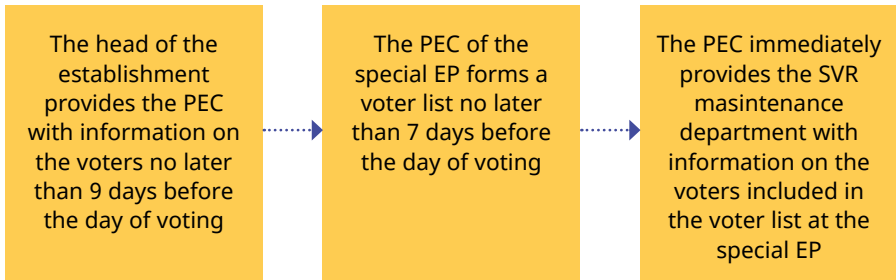 The head of the
establishment
provides the PEC
with information on
the voters no later
than 9 days before
the day of voting
The PEC of the
special EP forms a
voter list no later
than 7 days before
the day of voting
The PEC immediately
provides the SVR
masintenance
department with
information on the
voters included in
the voter list at the
special EP